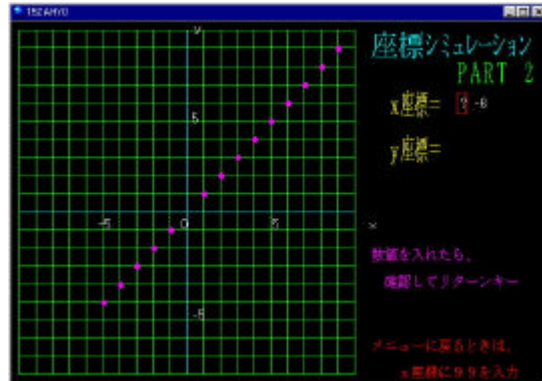 TSZAHYO
y
座標シミュレーション
PART 2
x座標= ? -6
5
y座標=
-5 0 5 x
数値を入れたら、
確認してリターンキー
-5
メニューに戻るときは、
x座標に99を入力